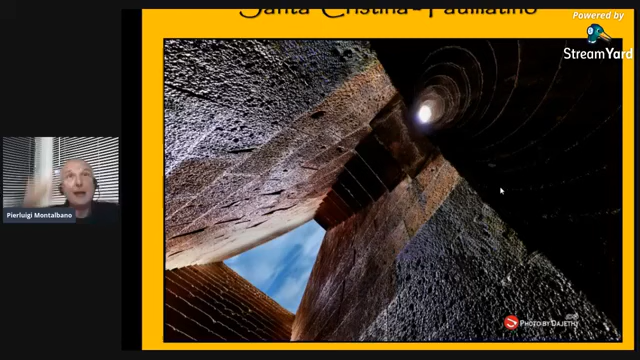 Santa Cristina - Paulilatino
Powered by
StreamYard
Pierluigi Montalbano
PHOTO BY DAJETHY